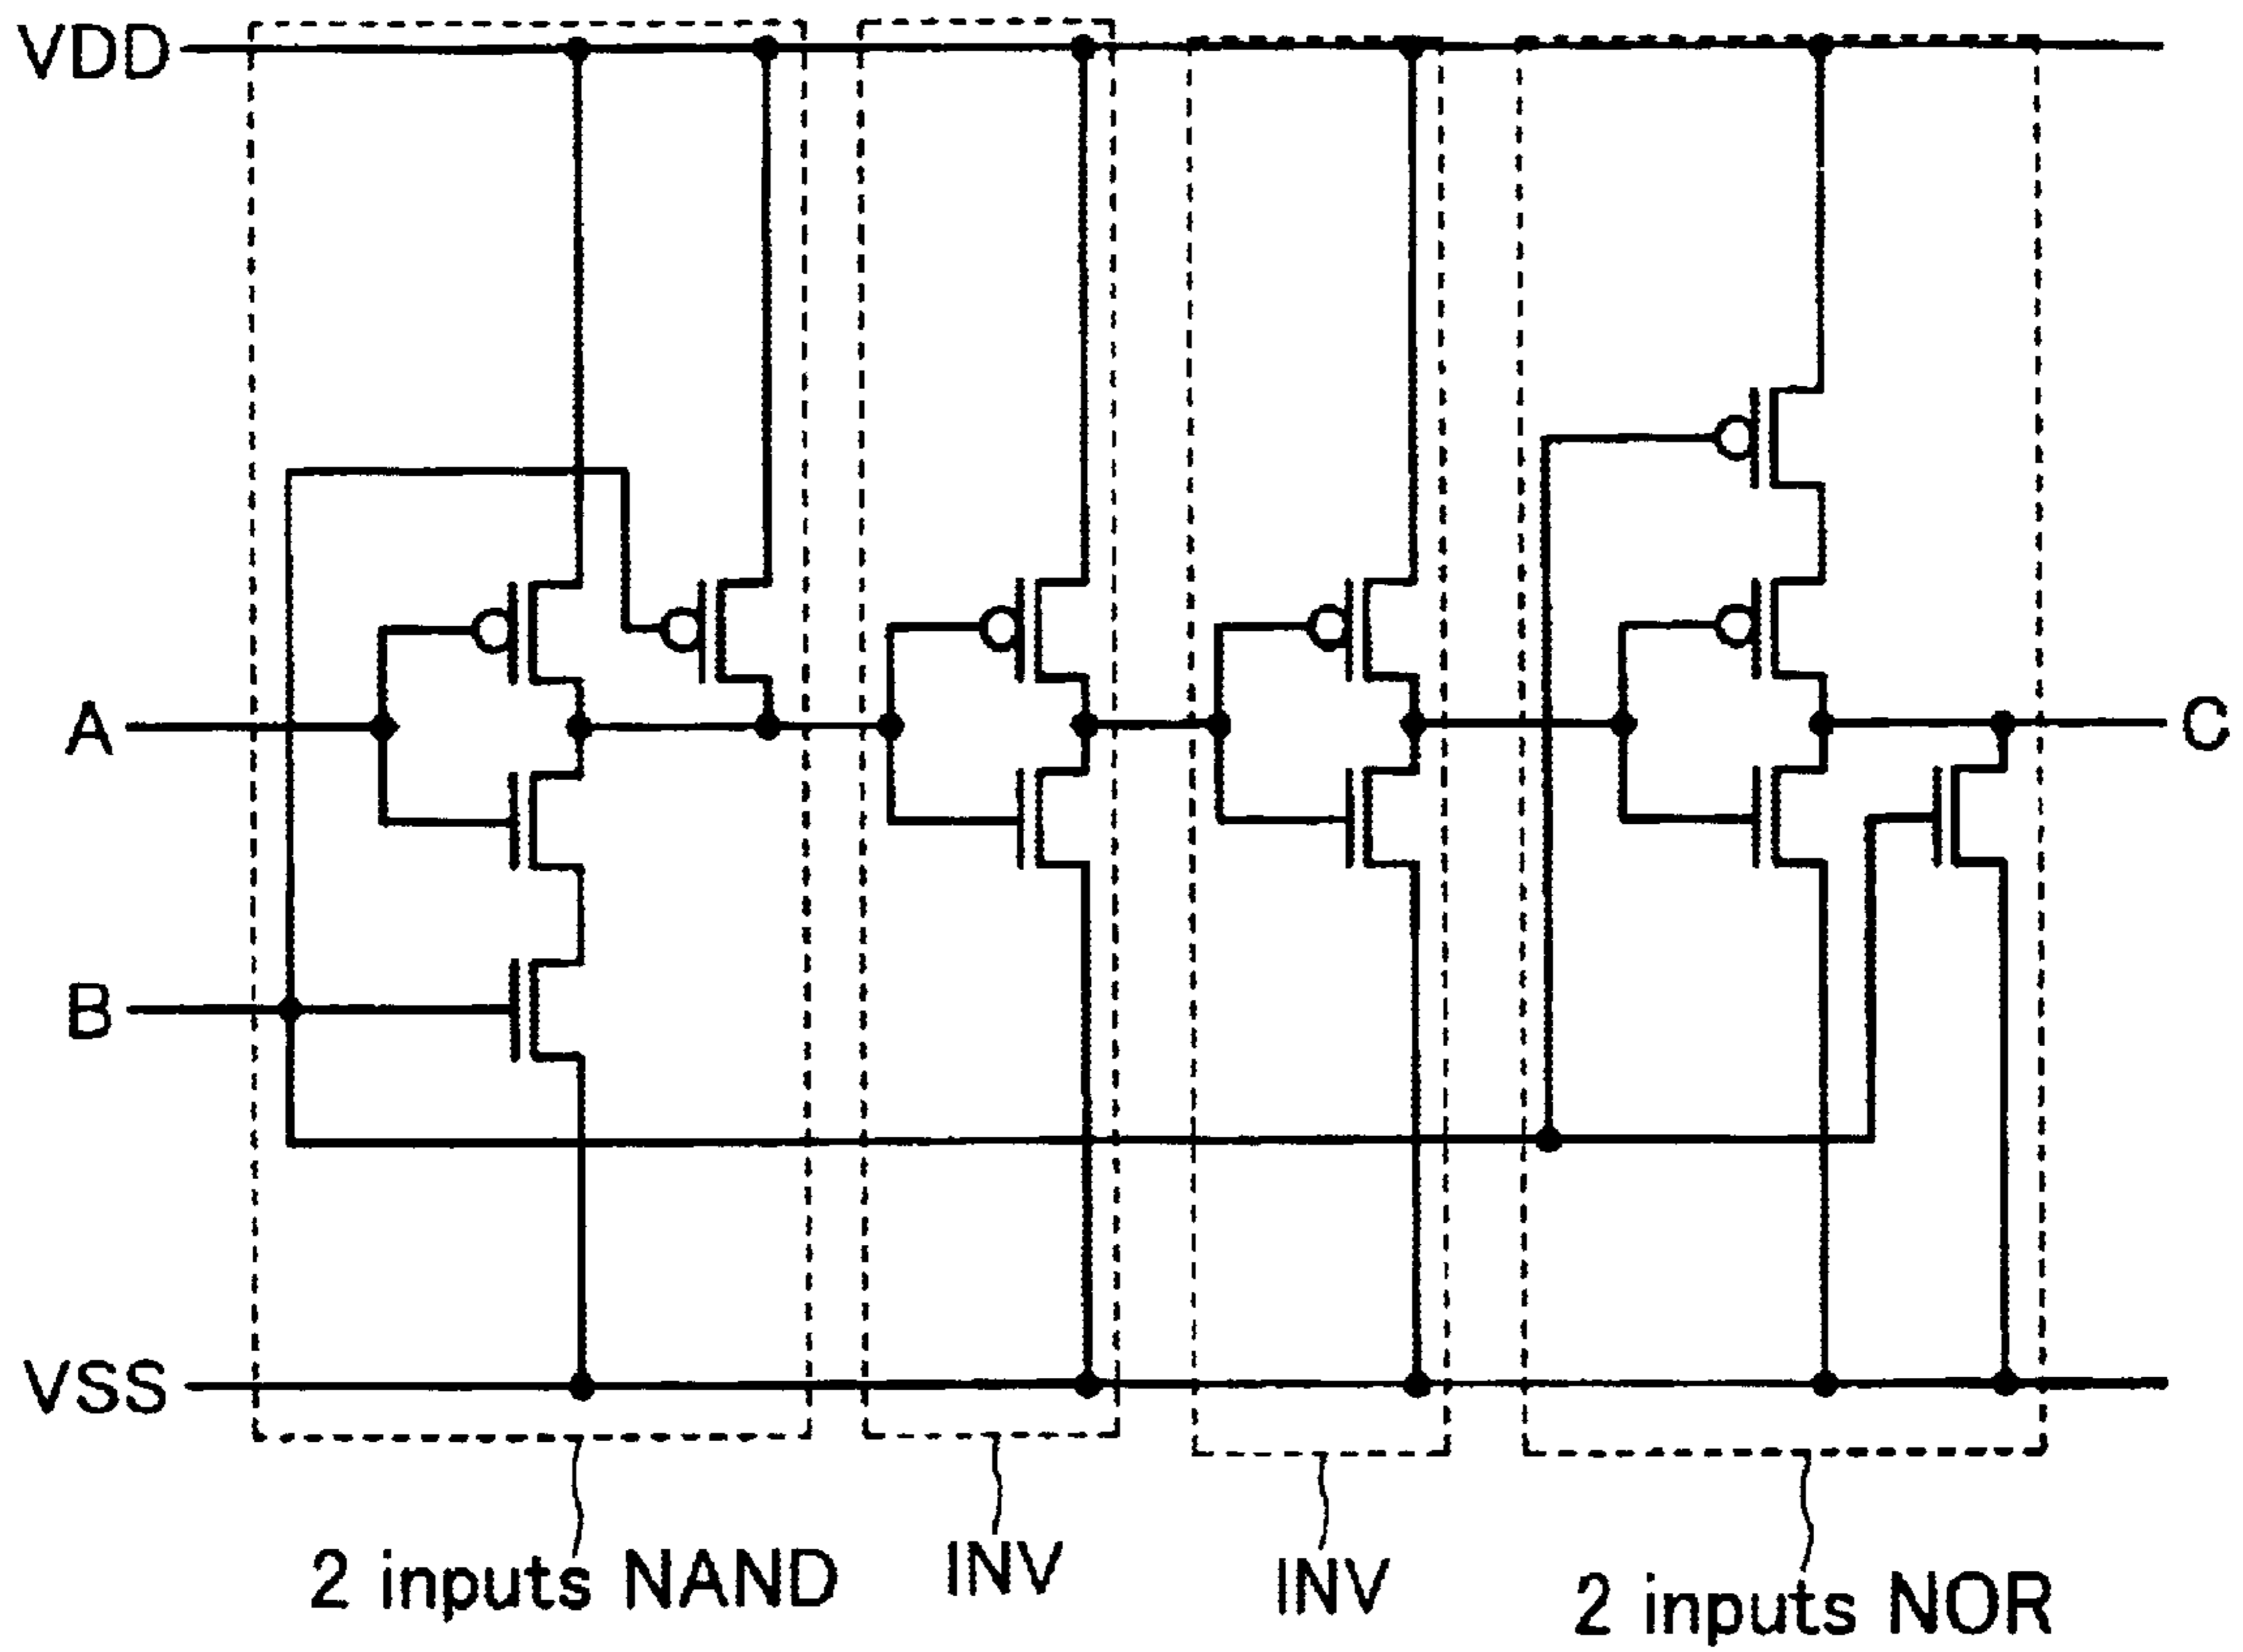 VDD
A
C
B
VSS
2 inputs NAND
INV
INV
2 inputs NOR